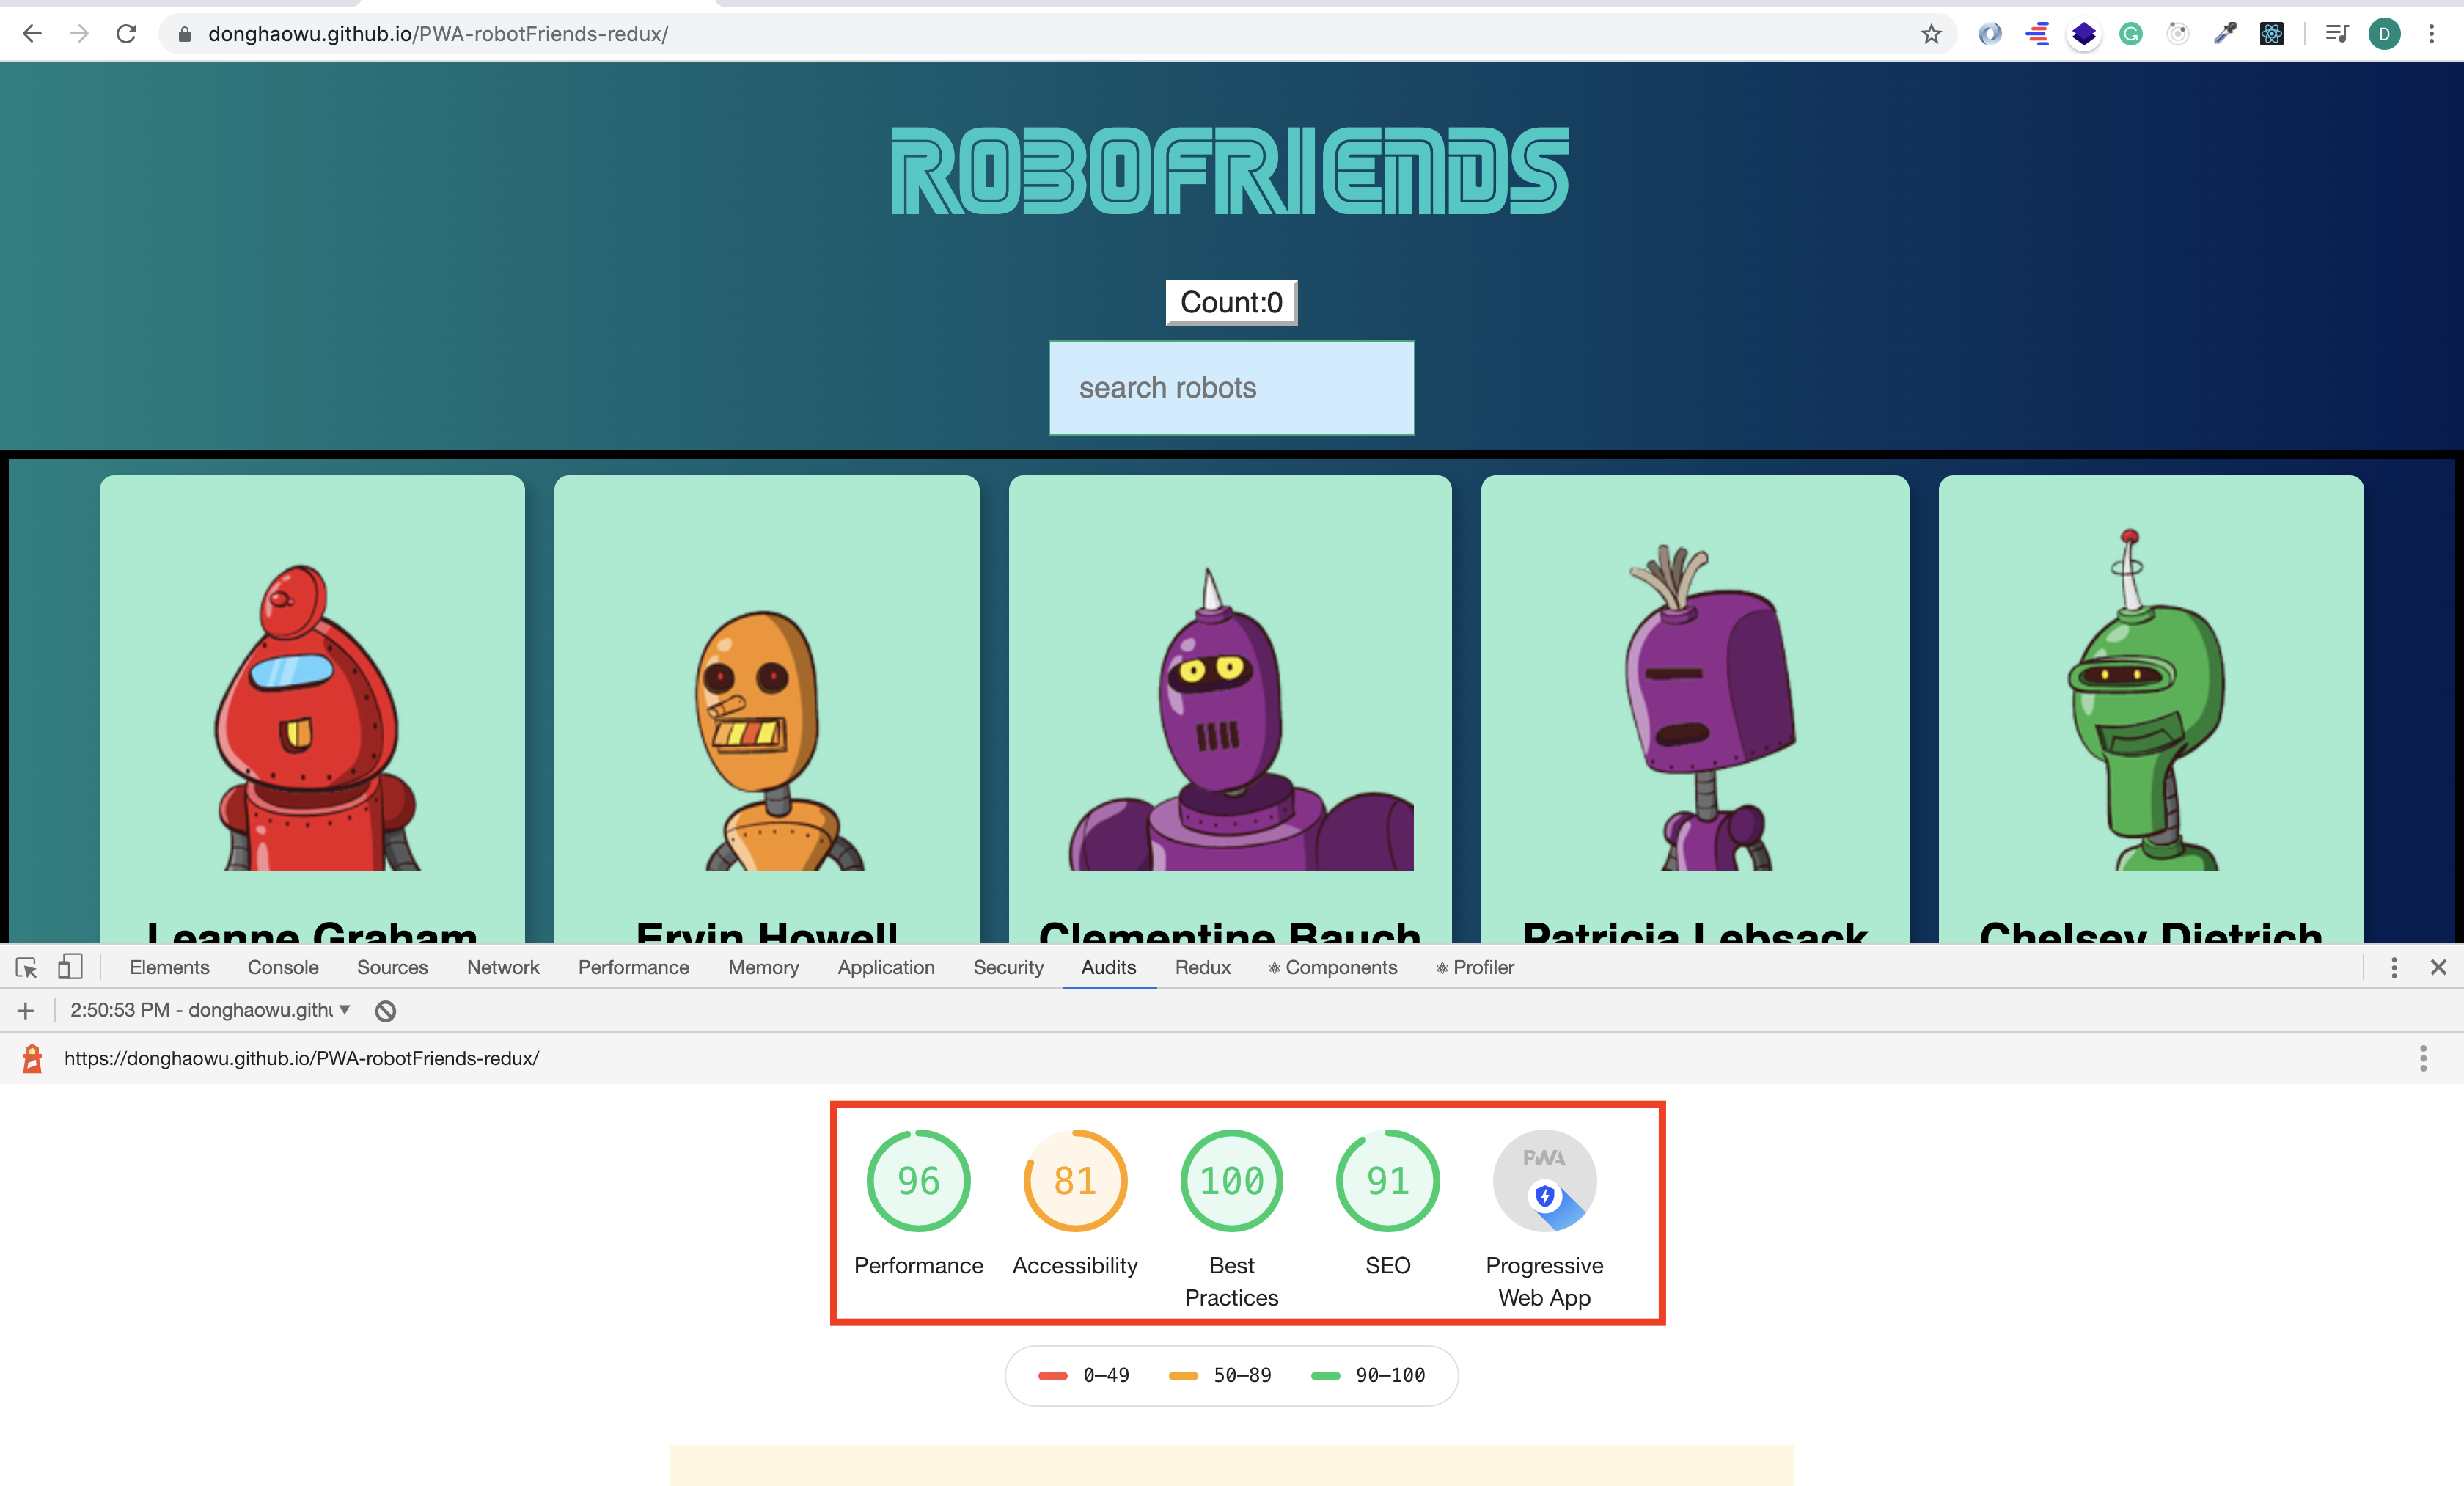 donghaowu.github.io/PWA-robotFriends-redux/
D
ROBOFRIENDS
Count:0
search robots
Leanne Graham
Ervin Howell
Clementine Bauch
Patricia Lebsack
Chelsey Dietrich
Elements Console Sources Network Performance Memory Application Security Audits Redux Components Profiler
2:50:53 PM - donghaowu.githu
https://donghaowu.github.io/PWA-robotFriends-redux/
96 81 100 91 PWA
Performance Accessibility Best Practices SEO Progressive Web App
0–49 50–89 90–100